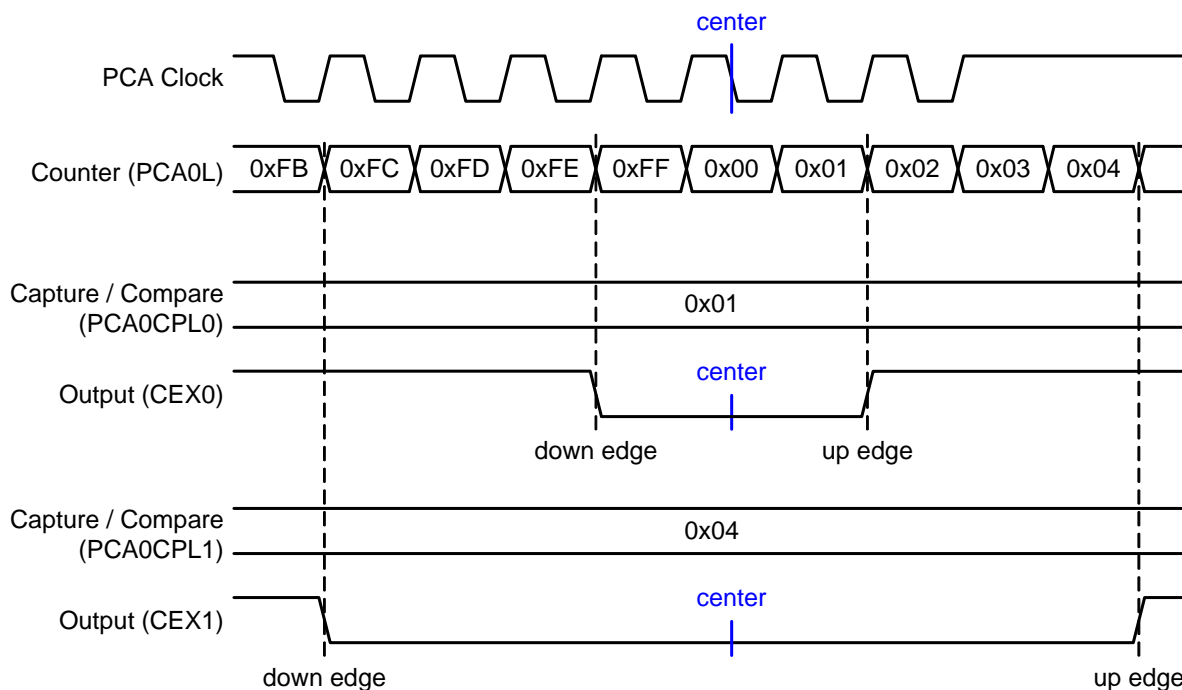 center
PCA Clock
Counter (PCA0L) 0xFB 0xFC 0xFD 0xFE 0xFF 0x00 0x01 0x02 0x03 0x04
Capture / Compare
(PCA0CPL0)
0x01
center
Output (CEX0)
down edge up edge
Capture / Compare
(PCA0CPL1)
0x04
center
Output (CEX1)
down edge up edge